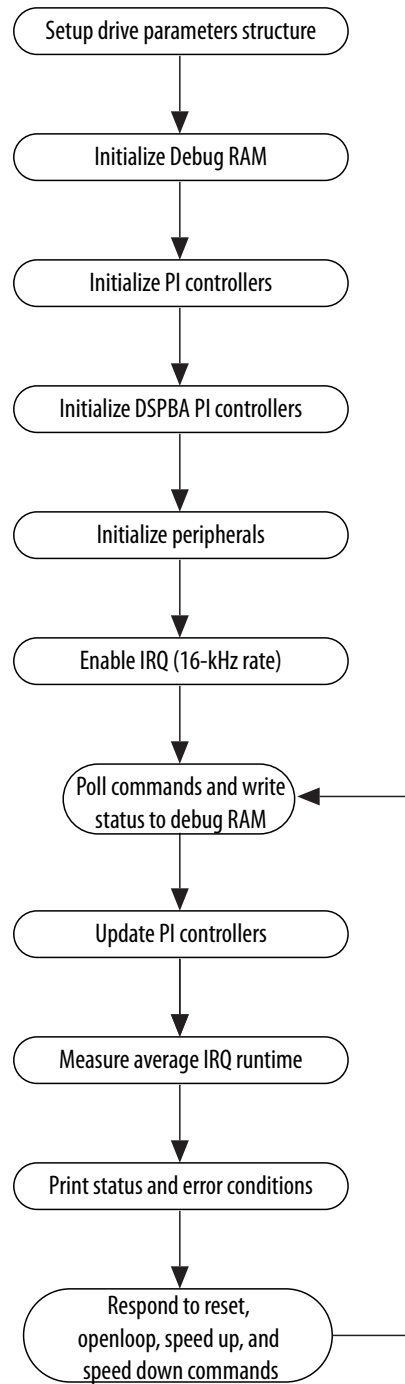 Setup drive parameters structure
Initialize Debug RAM
Initialize PI controllers
Initialize DSPBA PI controllers
Initialize peripherals
Enable IRQ (16-kHz rate)
Poll commands and write
status to debug RAM
Update PI controllers
Measure average IRQ runtime
Print status and error conditions
Respond to reset,
openloop, speed up, and
speed down commands